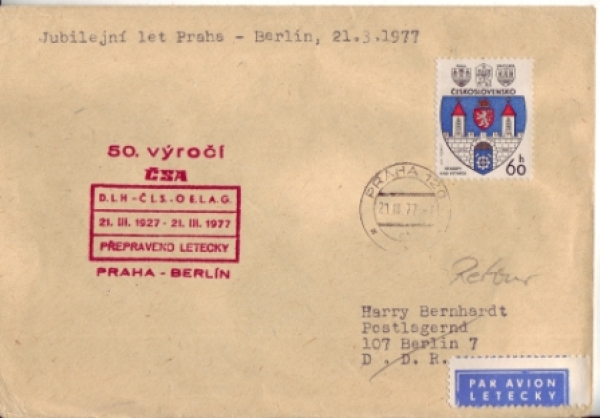 Jubilejní let Praha - Berlín, 21.3.1977
ČESKOSLOVENSKO
60 h
50. výročí
ČSA
D.L.H - Č.L.S. - O.E.L.A.G.
21. III. 1927 - 21. III. 1977
PŘEPRAVENO LETECKY
PRAHA - BERLÍN
PRAHA 120
21. III. 77
Retour
Harry Bernhardt
Postlagernd
107 Berlin 7
D . D. R.
PAR AVION
LETECKY